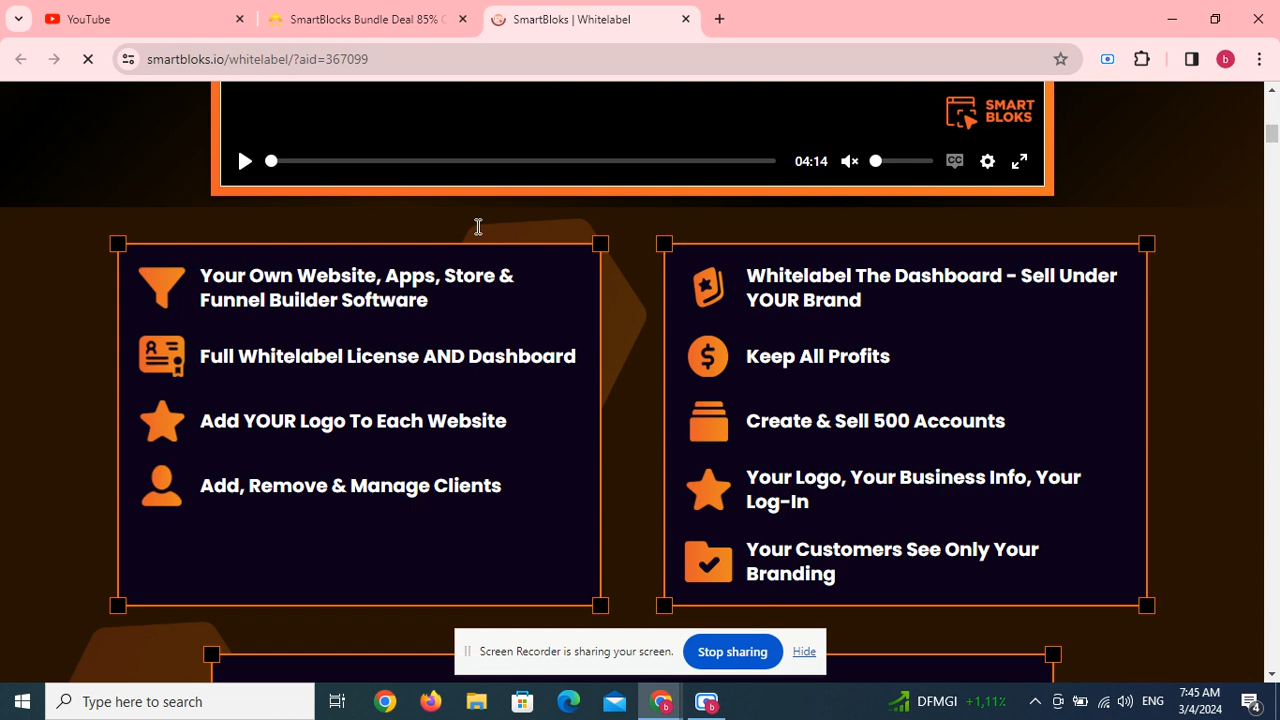 YouTube
SmartBlocks Bundle Deal 85%
SmartBloks | Whitelabel
smartbloks.io/whitelabel/?aid=367099
b
SMART
BLOKS
04:14
CC
Your Own Website, Apps, Store &
Funnel Builder Software
Full Whitelabel License AND Dashboard
Add YOUR Logo To Each Website
Add, Remove & Manage Clients
Whitelabel The Dashboard - Sell Under
YOUR Brand
Keep All Profits
Create & Sell 500 Accounts
Your Logo, Your Business Info, Your
Log-In
Your Customers See Only Your
Branding
Screen Recorder is sharing your screen.
Stop sharing
Hide
Type here to search
DFMGI +1,11%
ENG
7:45 AM
3/4/2024
4